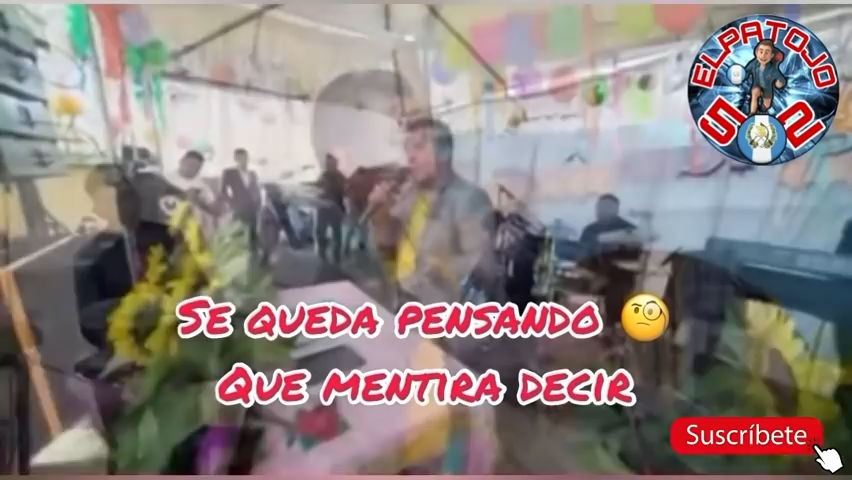 ELPATOJO
502
Se queda pensando
Que mentira decir
Suscríbete